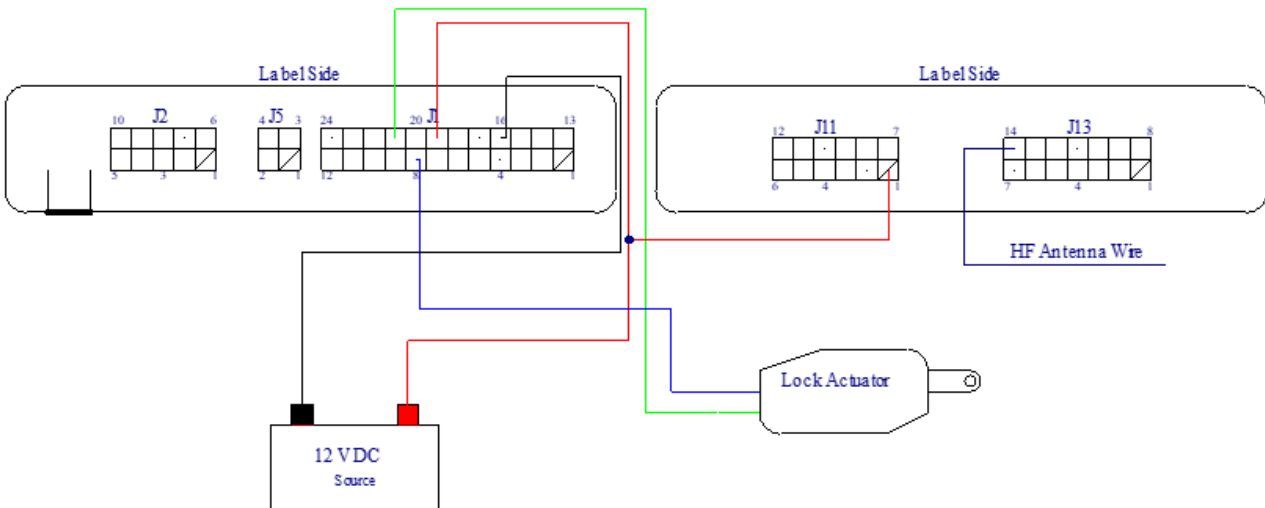 Label Side
Label Side
J2
J5
J1
J11
J13
10
6
4
3
24
20
16
13
12
7
14
8
5
3
1
2
1
12
8
4
1
6
4
1
7
4
1
HF Antenna Wire
Lock Actuator
12 VDC
Source